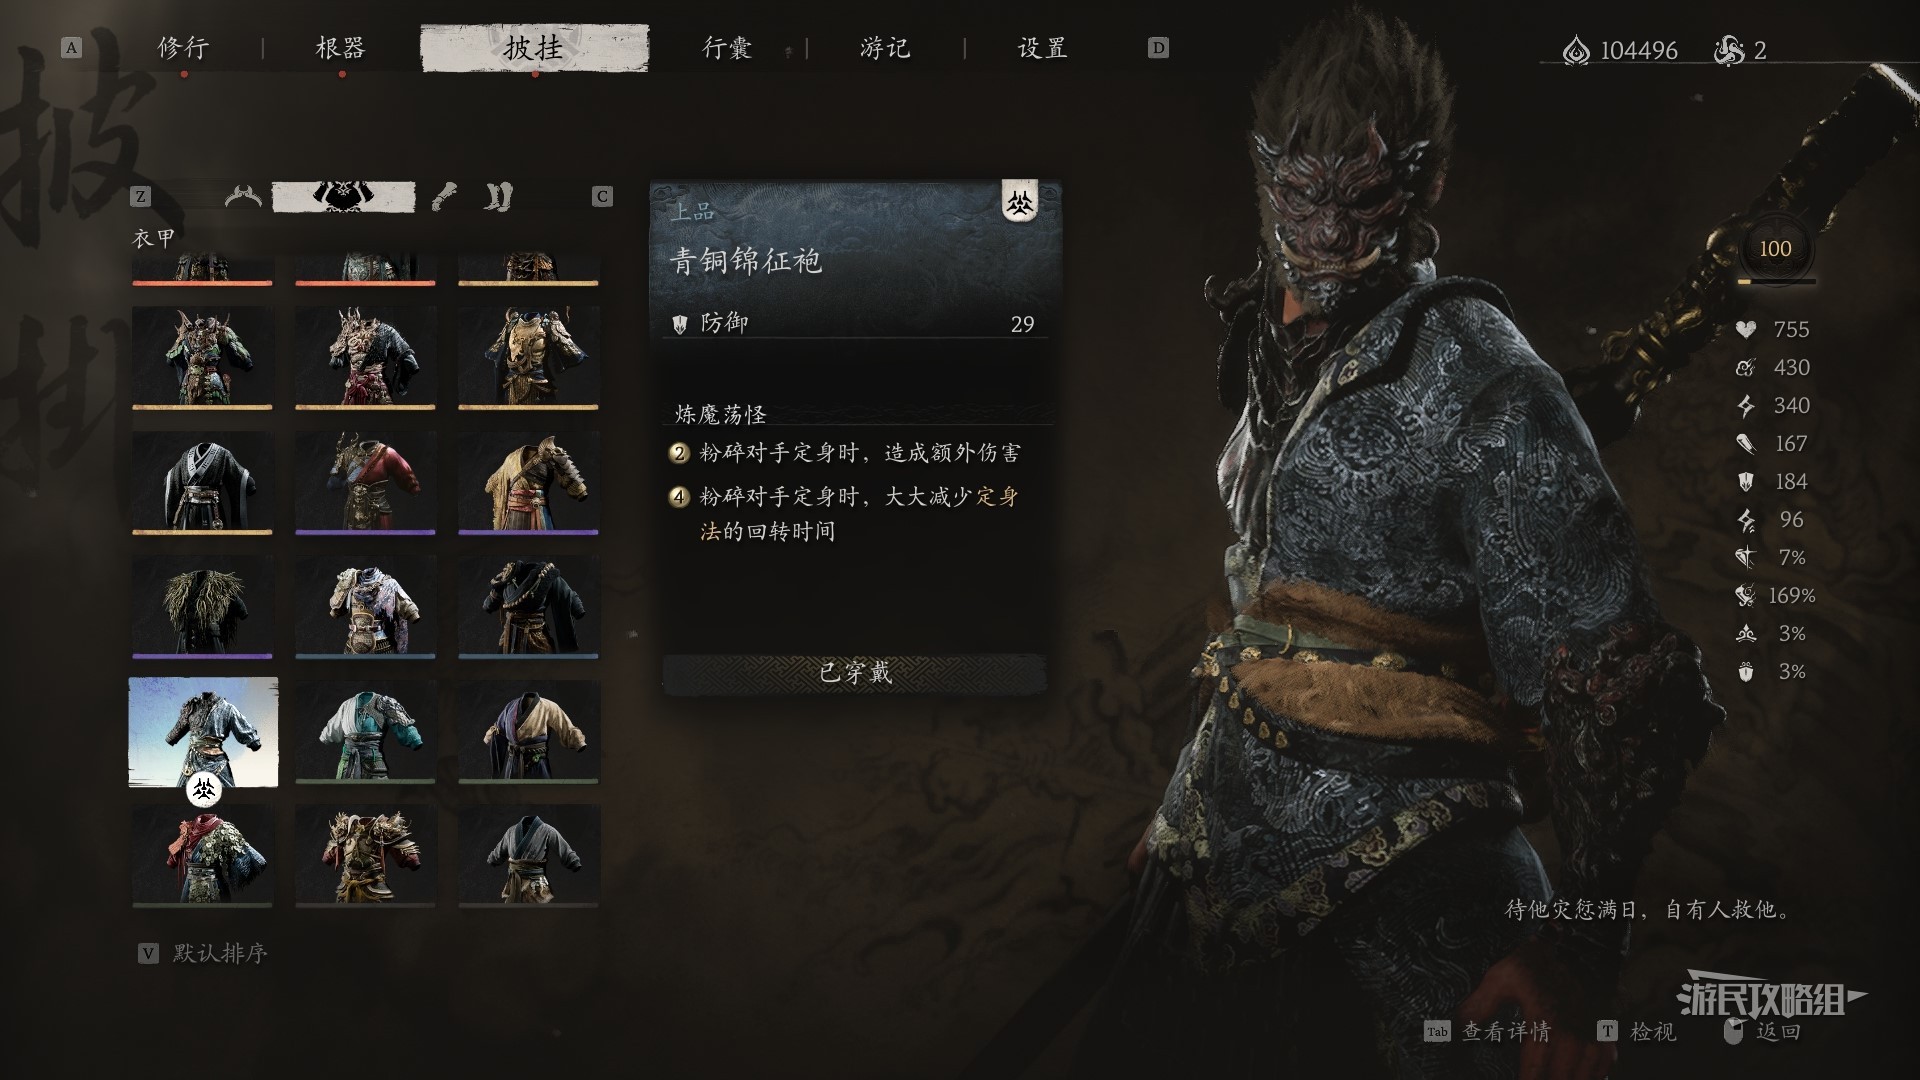 A 修行 根器 披挂 行囊 游记 设置 D 104496 2
披挂
Z C
衣甲
上品
青铜锦征袍
防御 29
炼魔荡怪
2 粉碎对手定身时，造成额外伤害
4 粉碎对手定身时，大大减少定身
法的回转时间
已穿戴
100
755
430
340
167
184
96
7%
169%
3%
3%
待他灾愆满日，自有人救他。
V 默认排序
游民攻略组
Tab 查看详情 T 检视 返回